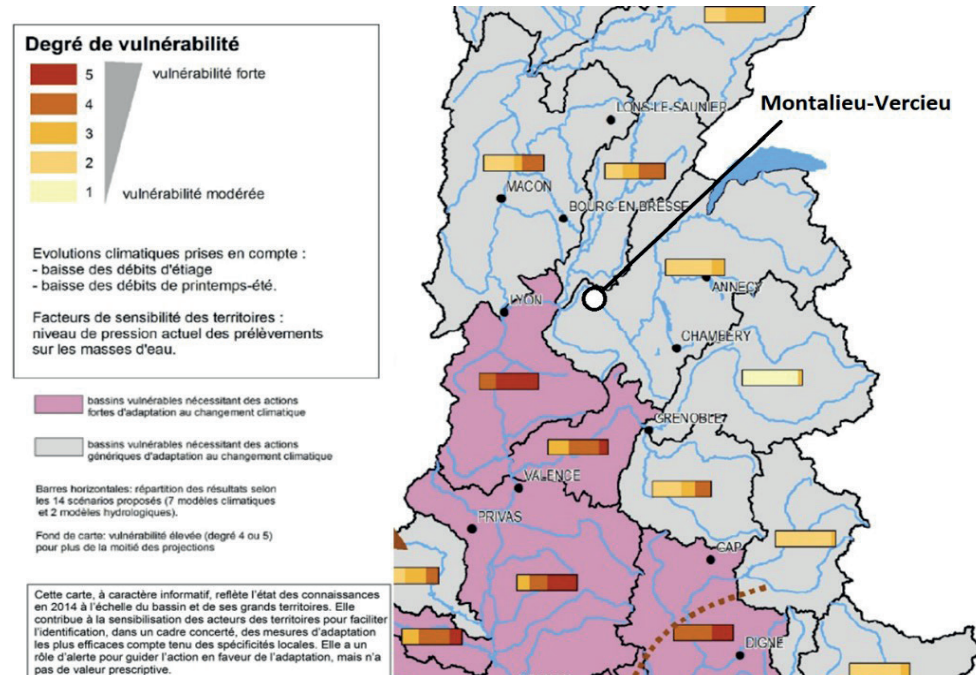 Degré de vulnérabilité
5
vulnérabilité forte
4
3
2
1
vulnérabilité modérée
Evolutions climatiques prises en compte :
- baisse des débits d'étiage
- baisse des débits de printemps-été.
Facteurs de sensibilité des territoires :
niveau de pression actuel des prélèvements
sur les masses d'eau.
bassins vulnérables nécessitant des actions
fortes d'adaptation au changement climatique
bassins vulnérables nécessitant des actions
génériques d'adaptation au changement climatique
Barres horizontales: répartition des résultats selon
les 14 scénarios proposés (7 modèles climatiques
et 2 modèles hydrologiques).
Fond de carte: vulnérabilité élevée (degré 4 ou 5)
pour plus de la moitié des projections
Cette carte, à caractère informatif, reflète l'état des connaissances
en 2014 à l'échelle du bassin et de ses grands territoires. Elle
contribue à la sensibilisation des acteurs des territoires pour faciliter
l'identification, dans un cadre concerté, des mesures d'adaptation
les plus efficaces compte tenu des spécificités locales. Elle a un
rôle d'alerte pour guider l'action en faveur de l'adaptation, mais n'a
pas de valeur prescriptive.
Montalieu-Vercieu
LONS-LE-SAUNIER
MACON
BOURG-EN-BRESSE
ANNECY
LYON
CHAMBERY
GRENOBLE
VALENCE
PRIVAS
GAP
DIGNE